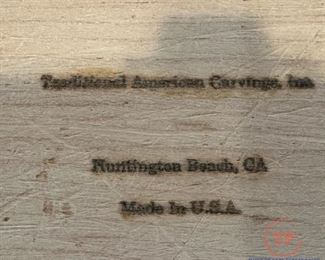 Traditional American Carvings, Inc
Huntington Beach, CA
Made In U.S.A.